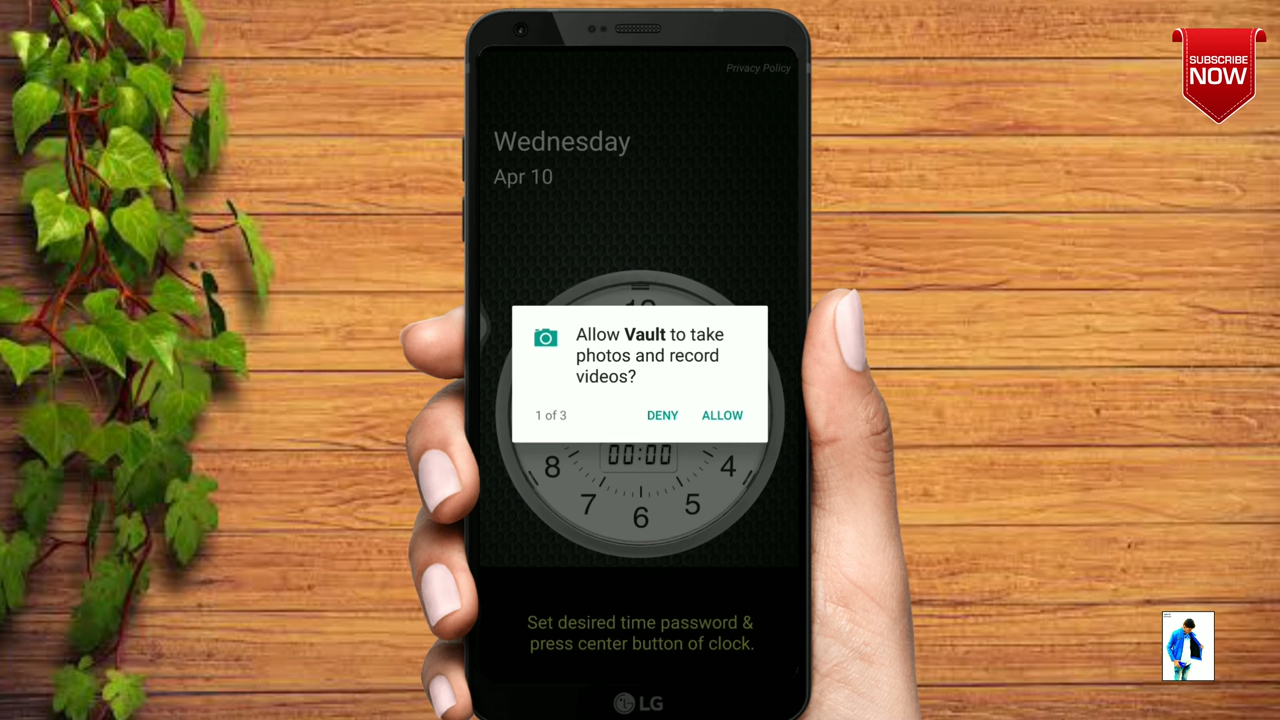 Privacy Policy
SUBSCRIBE
NOW
Wednesday
Apr 10
12
Allow Vault to take
photos and record
videos?
1 of 3
DENY
ALLOW
00:00
8
4
7
5
6
Set desired time password &
press center button of clock.
LG